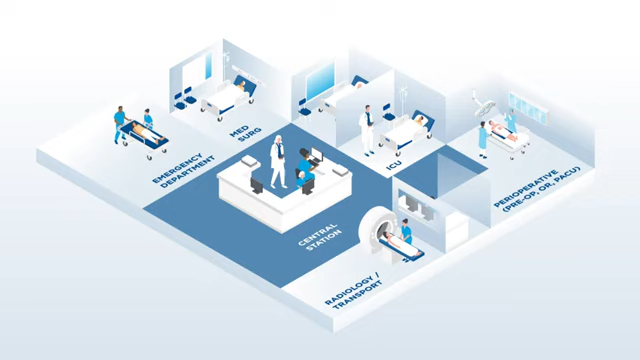 EMERGENCY
DEPARTMENT
MED
SURG
ICU
PERIOPERATIVE
(PRE-OP, OR, PACU)
CENTRAL
STATION
RADIOLOGY /
TRANSPORT